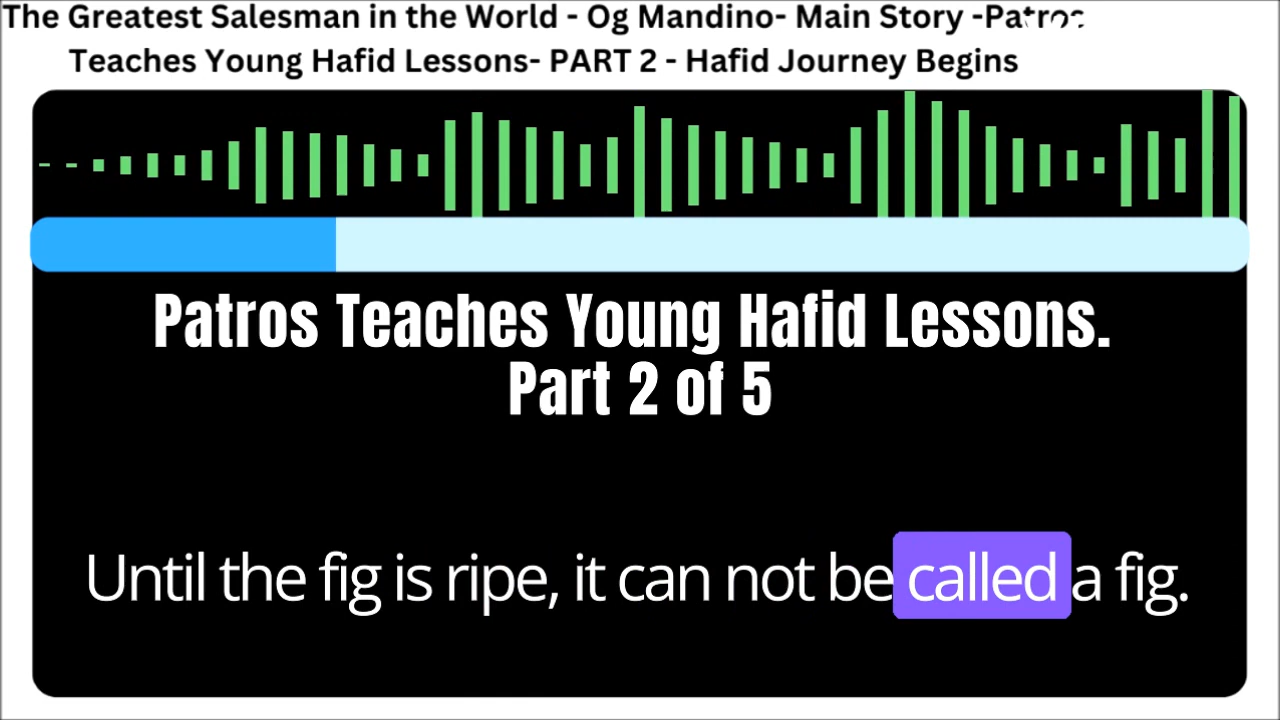 The Greatest Salesman in the World - Og Mandino- Main Story -Patros
Teaches Young Hafid Lessons- PART 2 - Hafid Journey Begins
Patros Teaches Young Hafid Lessons.
Part 2 of 5
Until the fig is ripe, it can not be called a fig.